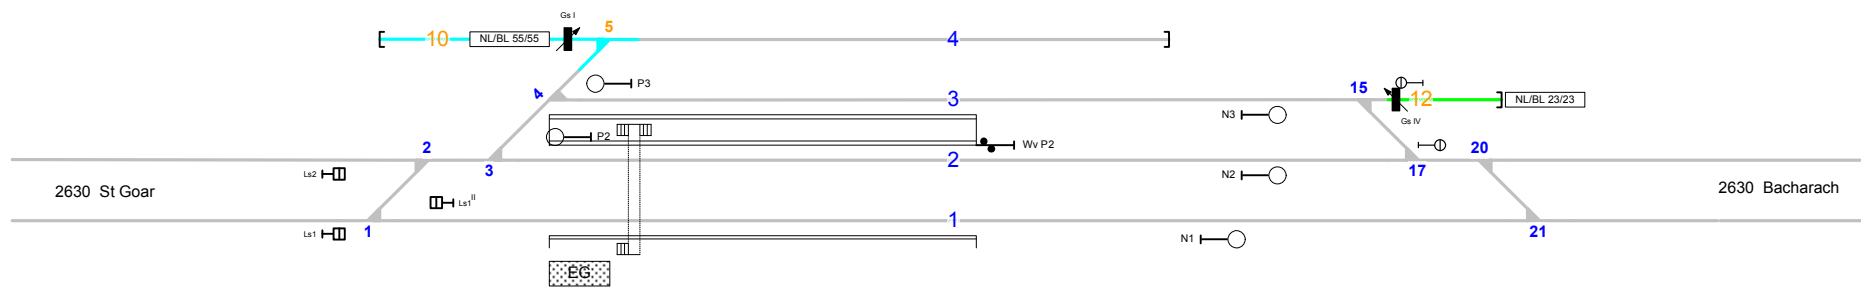 Gs I
5
10
NL/BL 55/55
4
P3
4
3
15
12
NL/BL 23/23
N3
Gs IV
P2
Wv P2
2
3
2
17
20
Ls2
N2
2630 St Goar
2630 Bacharach
Ls1 II
1
Ls1
1
N1
21
EG